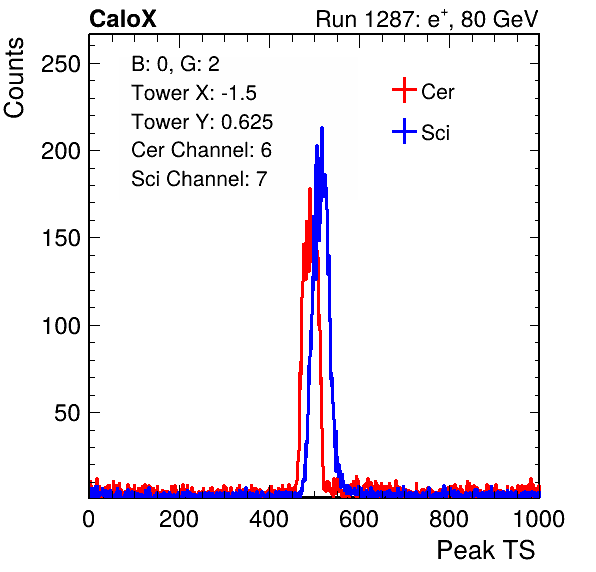 CaloX Run 1287: e⁺, 80 GeV
Counts
B: 0, G: 2
Tower X: -1.5
Tower Y: 0.625
Cer Channel: 6
Sci Channel: 7
Cer
Sci
250
200
150
100
50
0 200 400 600 800 1000
Peak TS